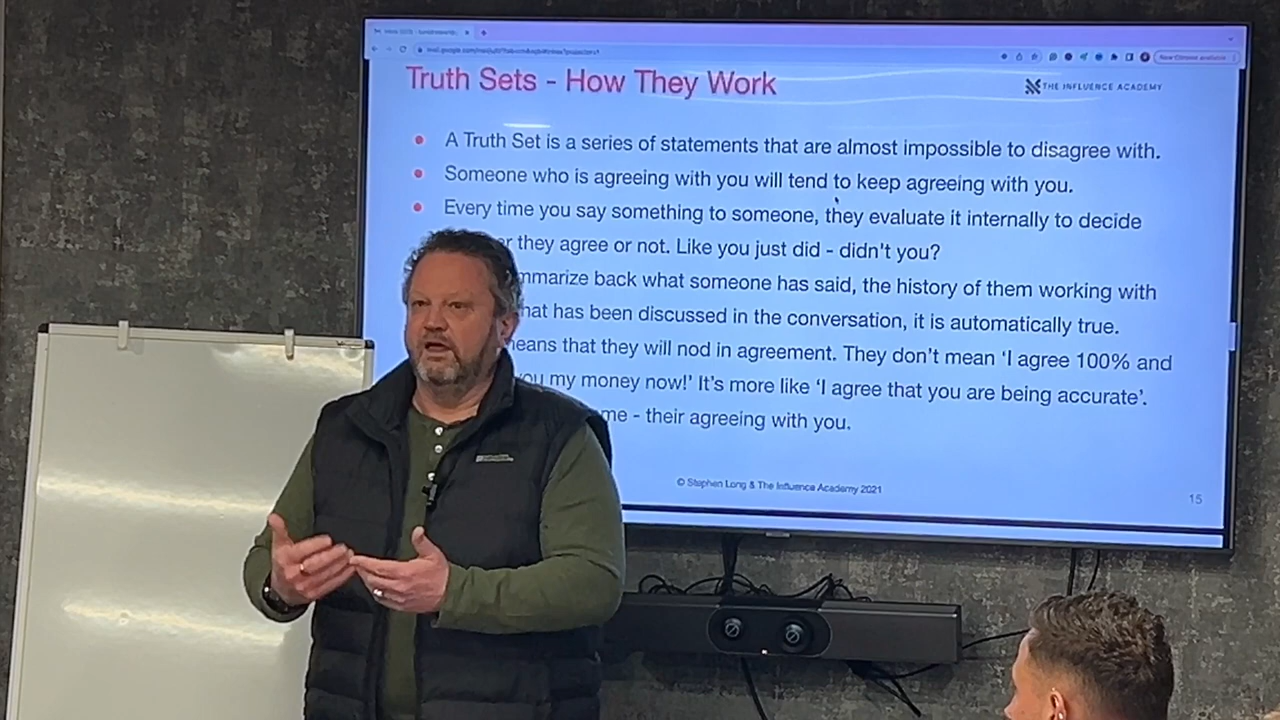 New Chrome available
Truth Sets - How They Work
THE INFLUENCE ACADEMY
A Truth Set is a series of statements that are almost impossible to disagree with.
Someone who is agreeing with you will tend to keep agreeing with you.
Every time you say something to someone, they evaluate it internally to decide
they agree or not. Like you just did - didn't you?
back what someone has said, the history of them working with
has been discussed in the conversation, it is automatically true.
that they will nod in agreement. They don't mean 'I agree 100% and
my money now!' It's more like 'I agree that you are being accurate'.
- their agreeing with you.
© Stephen Long & The Influence Academy 2021
15